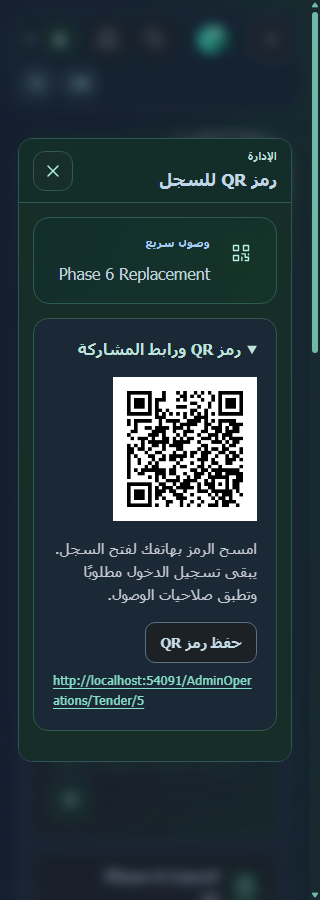 الإدارة
رمز QR للسجل
وصول سريع
Phase 6 Replacement
▼ رمز QR ورابط المشاركة
امسح الرمز بهاتفك لفتح السجل.
يبقى تسجيل الدخول مطلوبًا
وتطبق صلاحيات الوصول.
حفظ رمز QR
http://localhost:54091/AdminOper
ations/Tender/5